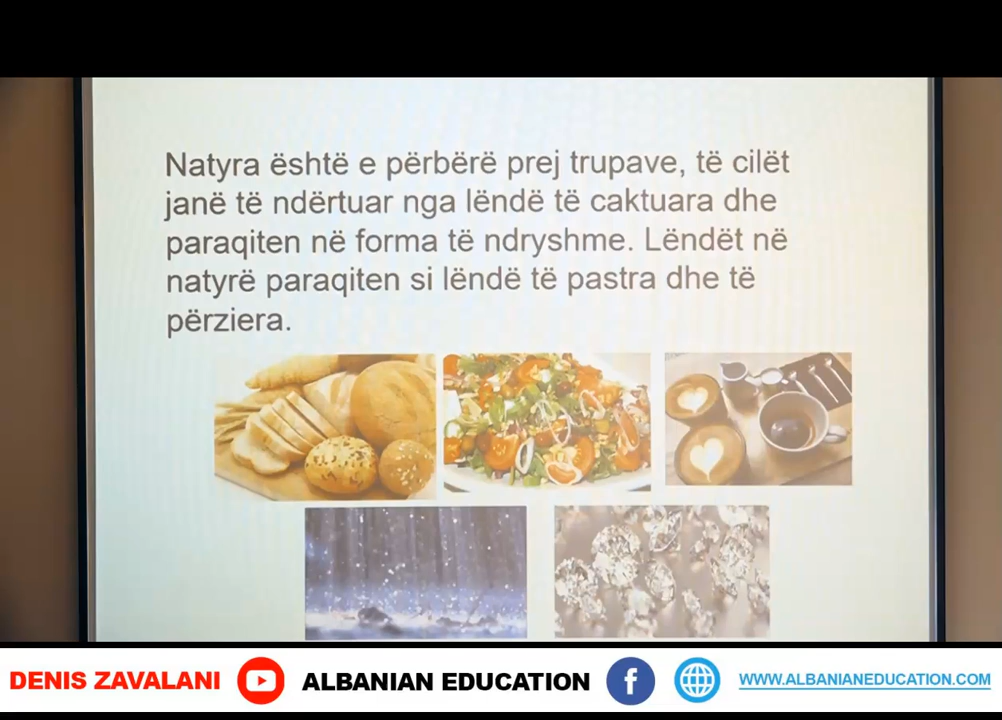 Natyra është e përbërë prej trupave, të cilët
janë të ndërtuar nga lëndë të caktuara dhe
paraqiten në forma të ndryshme. Lëndët në
natyrë paraqiten si lëndë të pastra dhe të
përziera.
DENIS ZAVALANI ALBANIAN EDUCATION f WWW.ALBANIANEDUCATION.COM